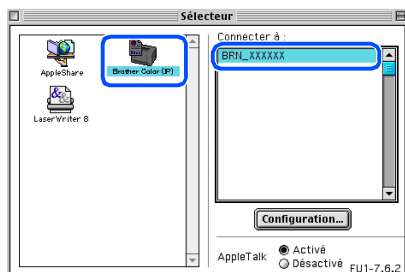 Sélecteur
AppleShare
Brother Color (IP)
LaserWriter 8
Connecter à :
BRN_XXXXXX
Configuration...
AppleTalk
Activé
Désactivé
FU1-7.6.2